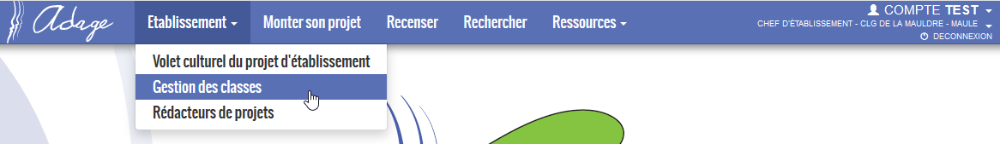 Adage Etablissement Monter son projet Recenser Rechercher Ressources
COMPTE TEST
CHEF D'ÉTABLISSEMENT - CLG DE LA MAULDRE - MAULE
DECONNEXION
Volet culturel du projet d'établissement
Gestion des classes
Rédacteurs de projets